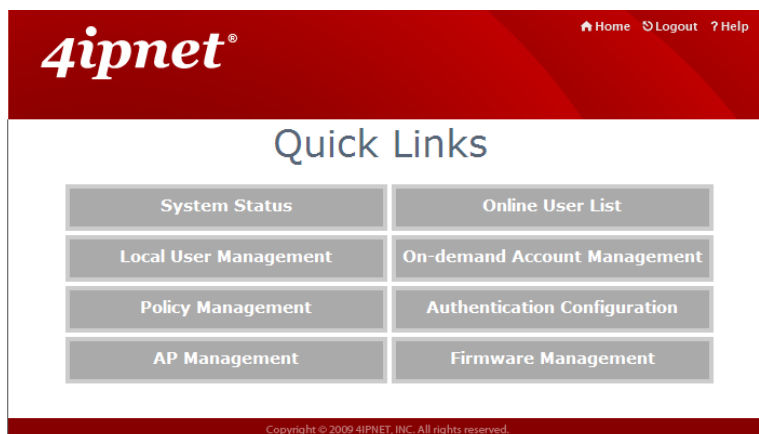 4ipnet®
Home Logout ? Help
Quick Links
System Status
Online User List
Local User Management
On-demand Account Management
Policy Management
Authentication Configuration
AP Management
Firmware Management
Copyright © 2009 4IPNET, INC. All rights reserved.